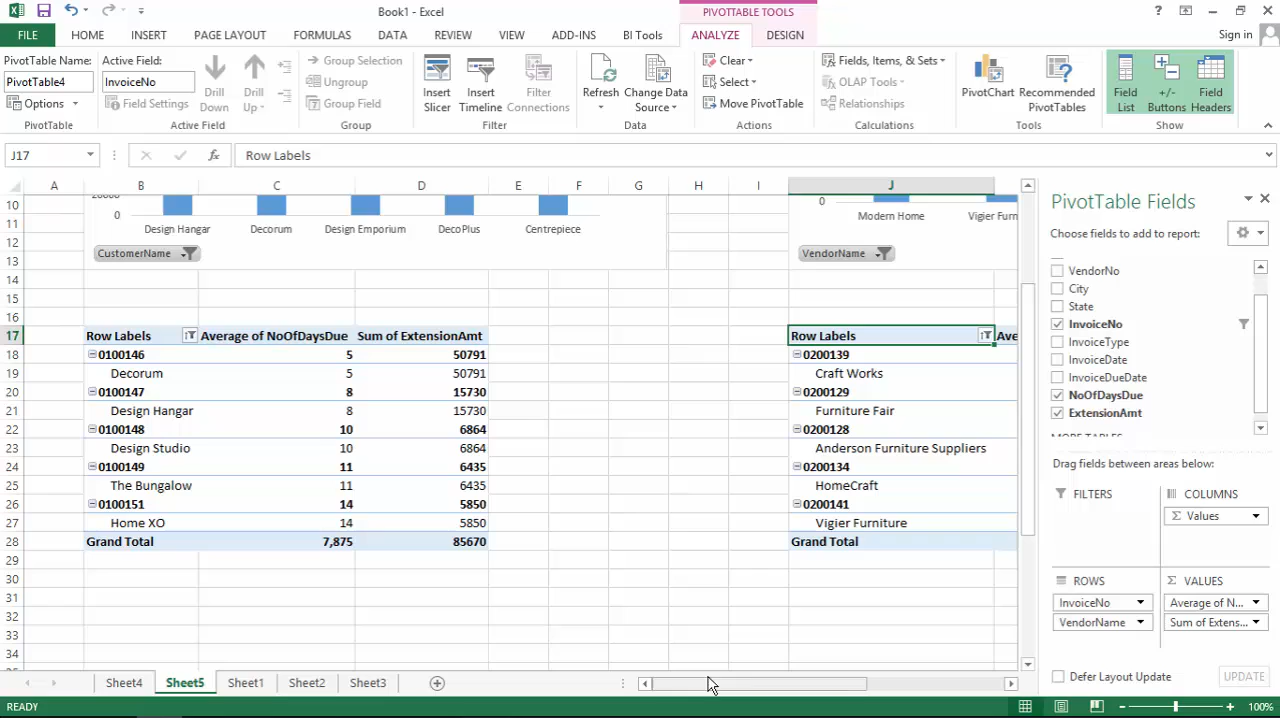 Book1 - Excel
PIVOTTABLE TOOLS
?
FILE HOME INSERT PAGE LAYOUT FORMULAS DATA REVIEW VIEW ADD-INS BI Tools ANALYZE DESIGN Sign in
PivotTable Name: Active Field:
PivotTable4 InvoiceNo
Options Field Settings
Drill Down Drill Up
Group Selection
Ungroup
Group Field
Insert Slicer Insert Timeline Filter Connections
Refresh Change Data Source
Clear
Select
Move PivotTable
Fields, Items, & Sets
OLAP Tools
Relationships
PivotChart Recommended PivotTables
Field List +/- Buttons Field Headers
PivotTable Active Field Group Filter Data Actions Calculations Tools Show
J17 fx Row Labels
A B C D E F G H I J
10 20000
11 0 0
Design Hangar Decorum Design Emporium DecoPlus Centrepiece Modern Home Vigier Furn
12
13 CustomerName VendorName
14
15
16
17 Row Labels Average of NoOfDaysDue Sum of ExtensionAmt Row Labels Ave
18 0100146 5 50791 0200139
19 Decorum 5 50791 Craft Works
20 0100147 8 15730 0200129
21 Design Hangar 8 15730 Furniture Fair
22 0100148 10 6864 0200128
23 Design Studio 10 6864 Anderson Furniture Suppliers
24 0100149 11 6435 0200134
25 The Bungalow 11 6435 HomeCraft
26 0100151 14 5850 0200141
27 Home XO 14 5850 Vigier Furniture
28 Grand Total 7,875 85670 Grand Total
29
30
31
32
33
34
PivotTable Fields
Choose fields to add to report:
VendorNo
City
State
InvoiceNo
InvoiceType
InvoiceDate
InvoiceDueDate
NoOfDaysDue
ExtensionAmt
MORE TABLES
Drag fields between areas below:
FILTERS COLUMNS
Σ Values
ROWS Σ VALUES
InvoiceNo Average of N...
VendorName Sum of Extens...
Defer Layout Update UPDATE
Sheet4 Sheet5 Sheet1 Sheet2 Sheet3
READY 100%